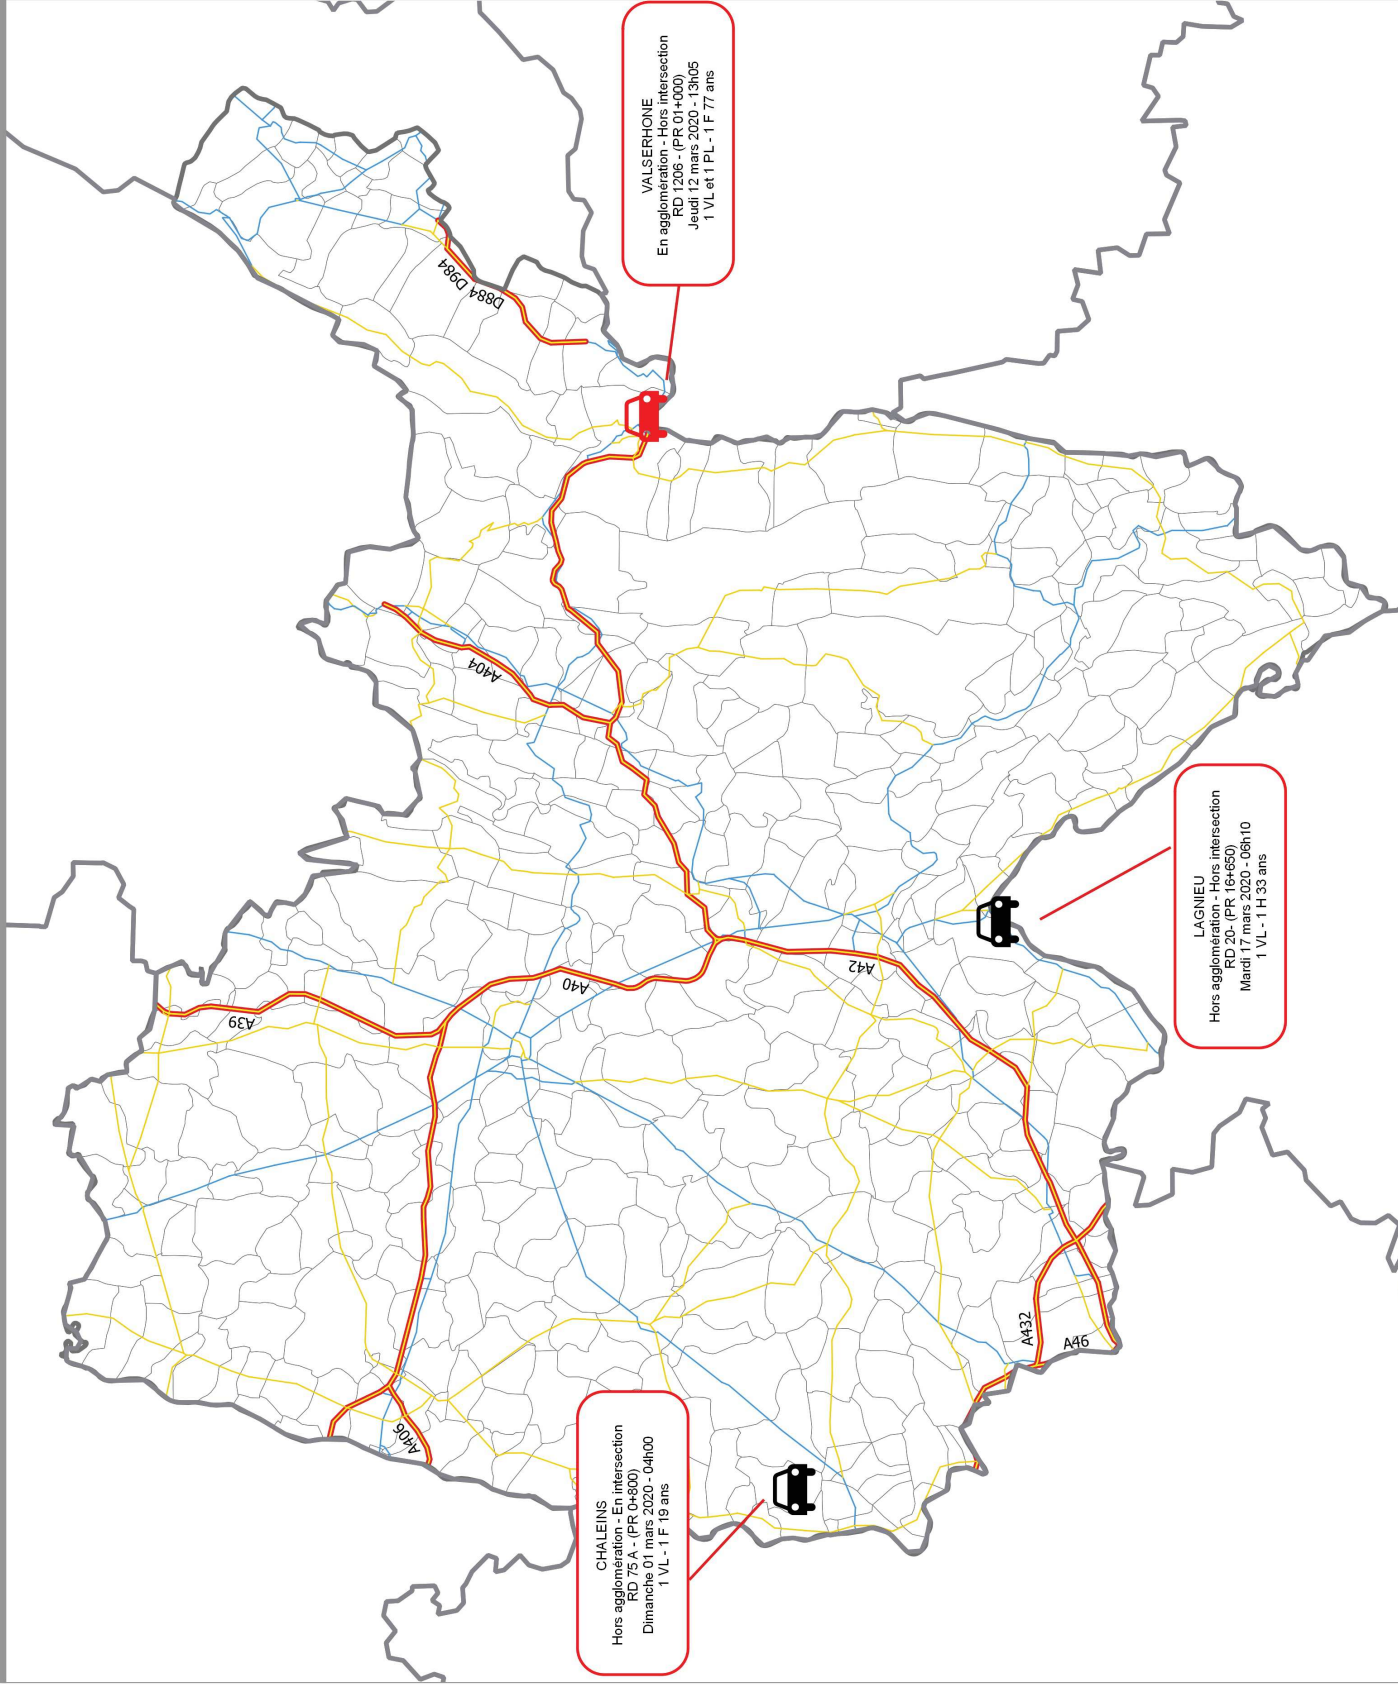 VALSERHONE
En agglomération - Hors intersection
RD 1206 - (PR 01+000)
Jeudi 12 mars 2020 - 13h05
1 VL et 1 PL - 1 F 77 ans
D984
D884
A404
A40
A42
A39
A406
A432
A46
LAGNIEU
Hors agglomération - Hors intersection
RD 20- (PR 16+650)
Mardi 17 mars 2020 - 06h10
1 VL - 1 H 33 ans
CHALEINS
Hors agglomération - En intersection
RD 75 A - (PR 0+800)
Dimanche 01 mars 2020 - 04h00
1 VL - 1 F 19 ans